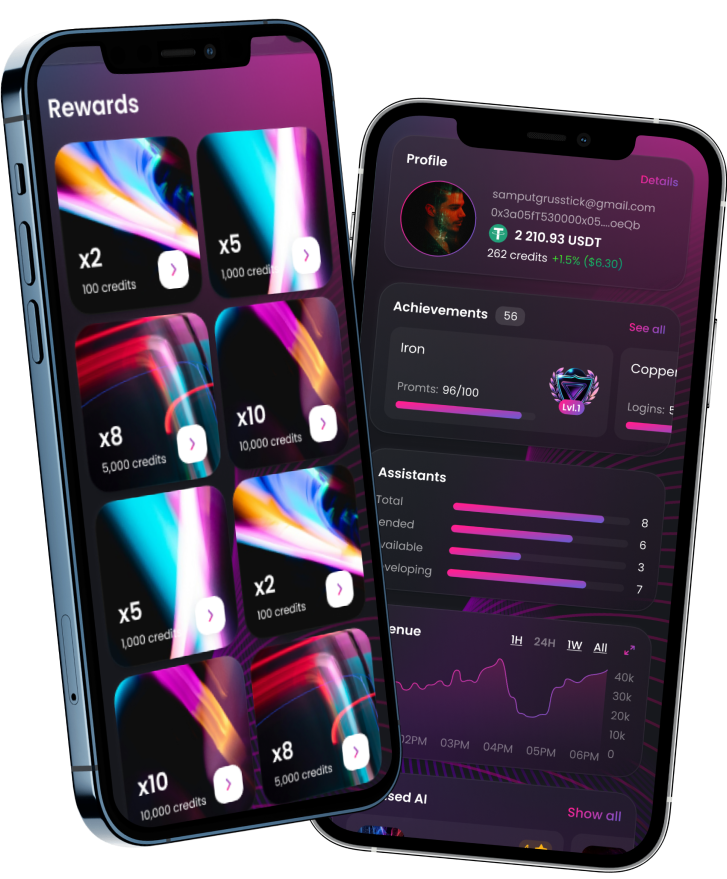 Rewards
x2
100 credits
x5
1,000 credi
x8
5,000 credits
x10
10,000 credits
x5
1,000 credi
x2
100 credits
x10
10,000 credits
x8
5,000 credits
Profile
Details
samputgrusstick@gmail.com
0x3a05fT530000x05....oeQb
2 210.93 USDT
262 credits +1.5% ($6.30)
Achievements 56
See all
Iron
Promts: 96/100
Lvl.1
Copper
Logins: 5
Assistants
Total
8
ended
6
vailable
3
veloping
7
enue
1H 24H 1W All
40k
30k
20k
10k
0
02PM 03PM 04PM 05PM 06PM
sed AI
Show all